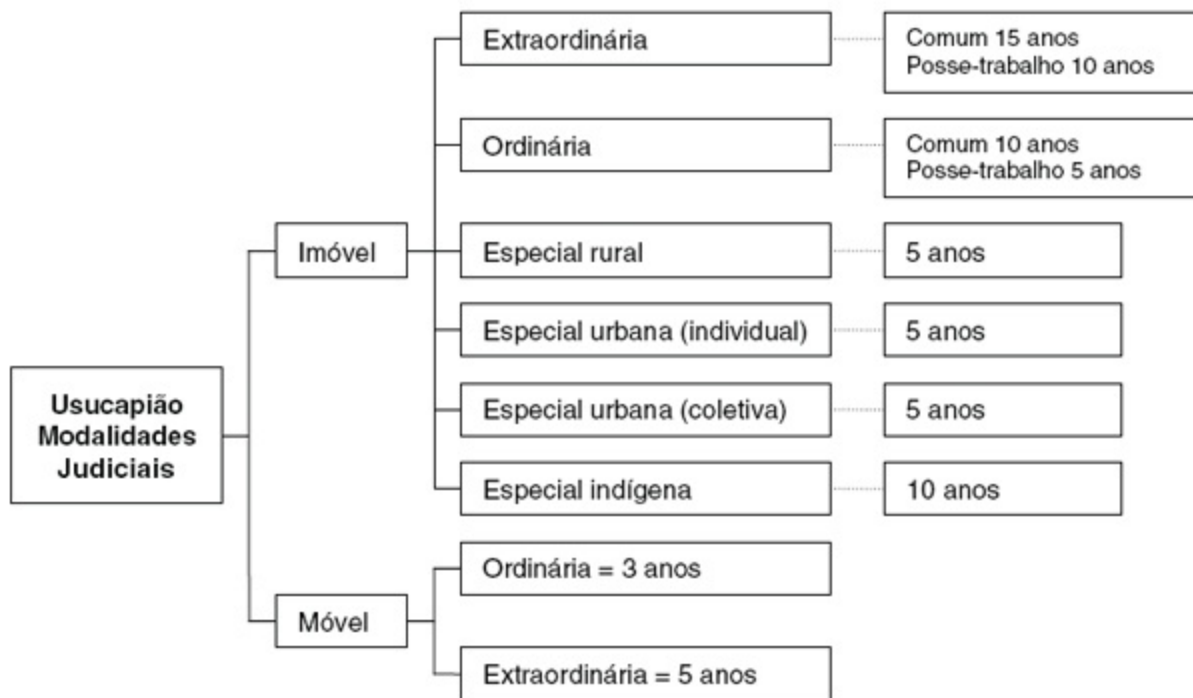 Usucapião
Modalidades
Judiciais
Imóvel
Extraordinária
Comum 15 anos
Posse-trabalho 10 anos
Ordinária
Comum 10 anos
Posse-trabalho 5 anos
Especial rural
5 anos
Especial urbana (individual)
5 anos
Especial urbana (coletiva)
5 anos
Especial indígena
10 anos
Móvel
Ordinária = 3 anos
Extraordinária = 5 anos